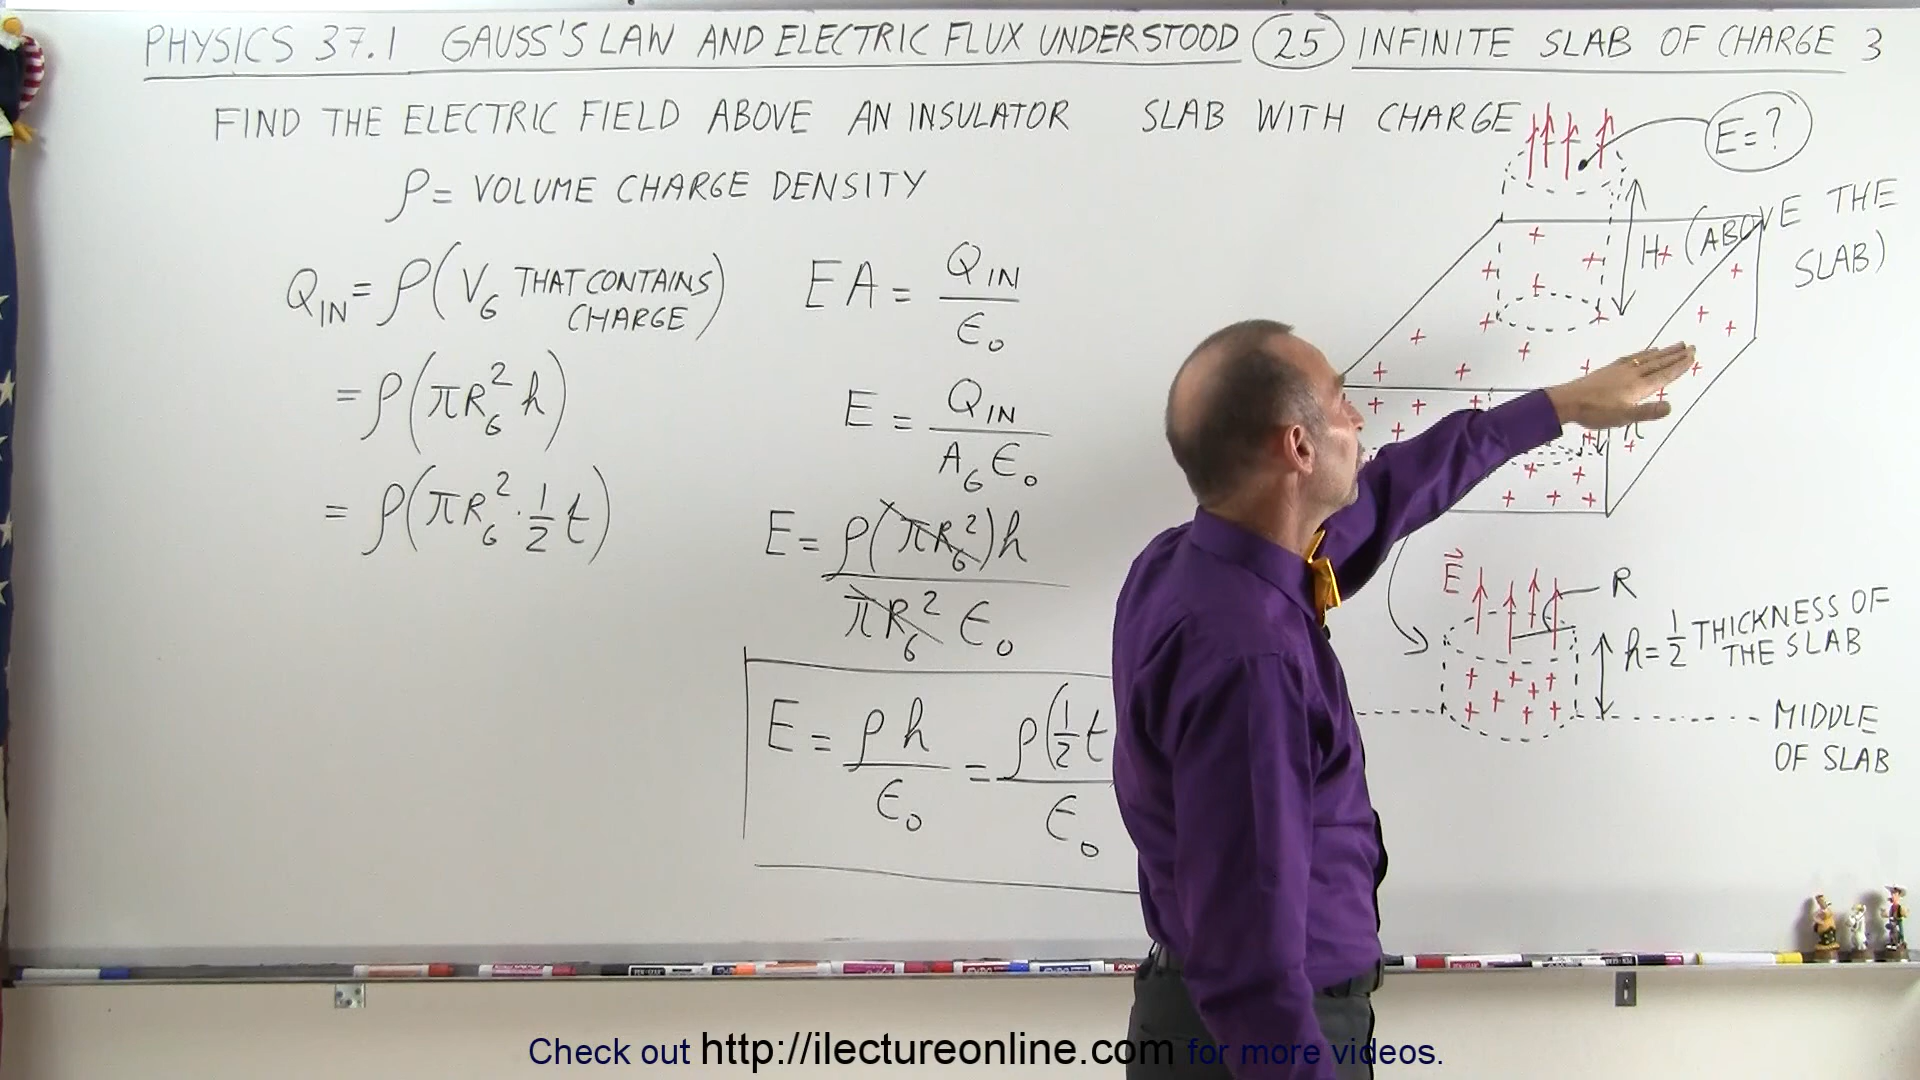 PHYSICS 37.1 GAUSS'S LAW AND ELECTRIC FLUX UNDERSTOOD 25 INFINITE SLAB OF CHARGE 3
FIND THE ELECTRIC FIELD ABOVE AN INSULATOR SLAB WITH CHARGE
ρ = VOLUME CHARGE DENSITY
Q_IN = ρ(V_G THAT CONTAINS CHARGE)
= ρ(πR_G² h)
= ρ(πR_G² · 1/2 t)
EA = Q_IN / ϵ₀
E = Q_IN / A_G ϵ₀
E = ρ(πR_G²)h / πR_G² ϵ₀
E = ρh / ϵ₀ = ρ(1/2 t / ϵ₀
E = ?
H (ABOVE THE
SLAB)
h
E⃗
R
h = 1/2 THICKNESS OF
THE SLAB
MIDDLE
OF SLAB
Check out http://ilectureonline.com for more videos.